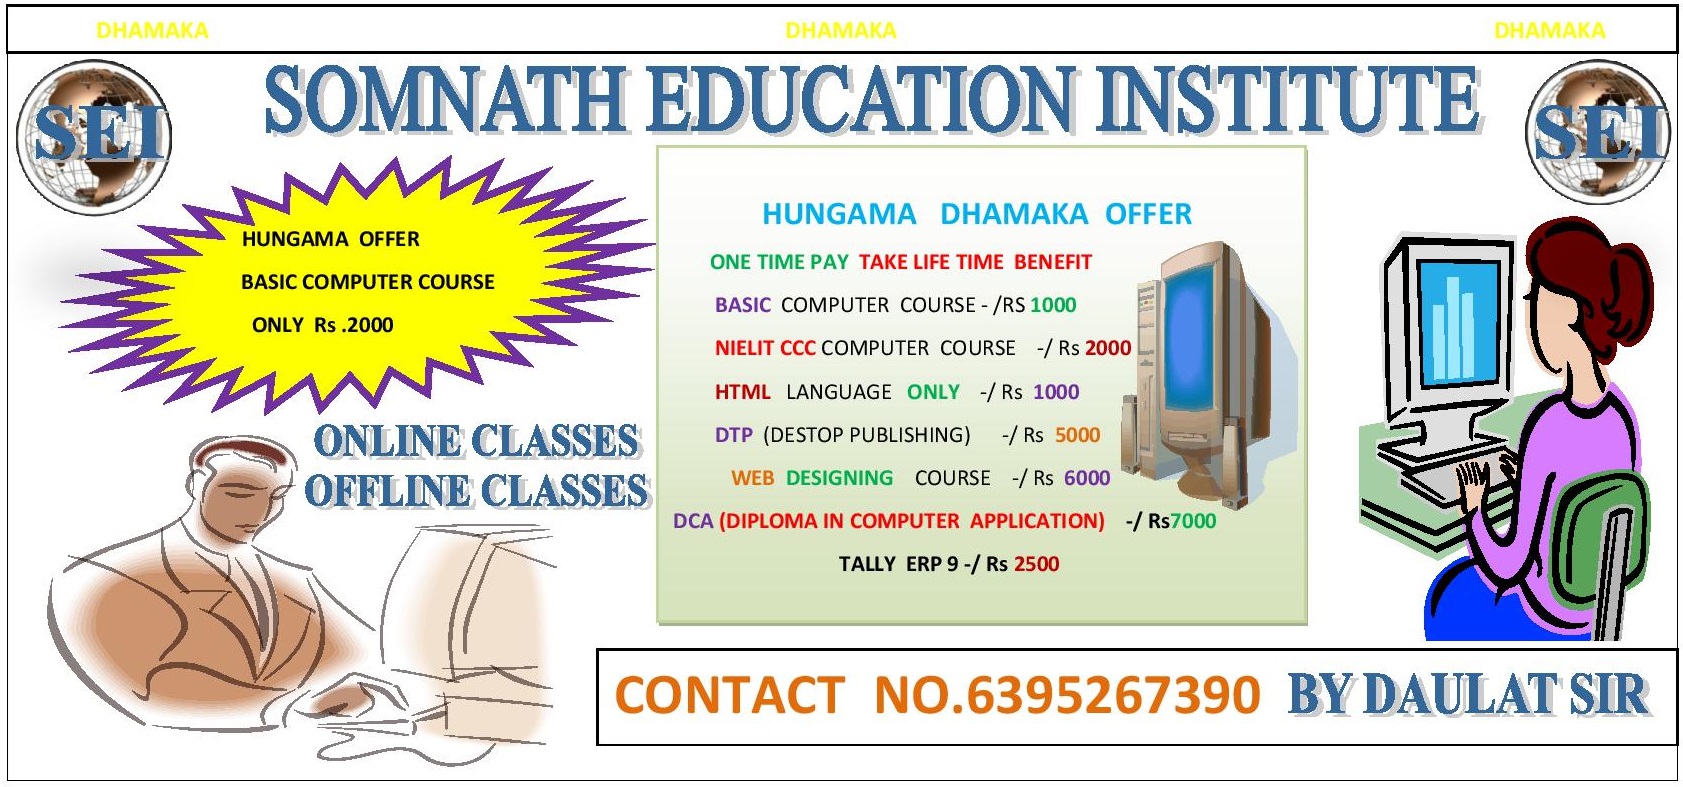 DHAMAKA DHAMAKA DHAMAKA
SEI SOMNATH EDUCATION INSTITUTE SEI
HUNGAMA OFFER
BASIC COMPUTER COURSE
ONLY Rs .2000
ONLINE CLASSES
OFFLINE CLASSES
HUNGAMA DHAMAKA OFFER
ONE TIME PAY TAKE LIFE TIME BENEFIT
BASIC COMPUTER COURSE - /RS 1000
NIELIT CCC COMPUTER COURSE -/ Rs 2000
HTML LANGUAGE ONLY -/ Rs 1000
DTP (DESTOP PUBLISHING) -/ Rs 5000
WEB DESIGNING COURSE -/ Rs 6000
DCA (DIPLOMA IN COMPUTER APPLICATION) -/ Rs7000
TALLY ERP 9 -/ Rs 2500
CONTACT NO.6395267390 BY DAULAT SIR